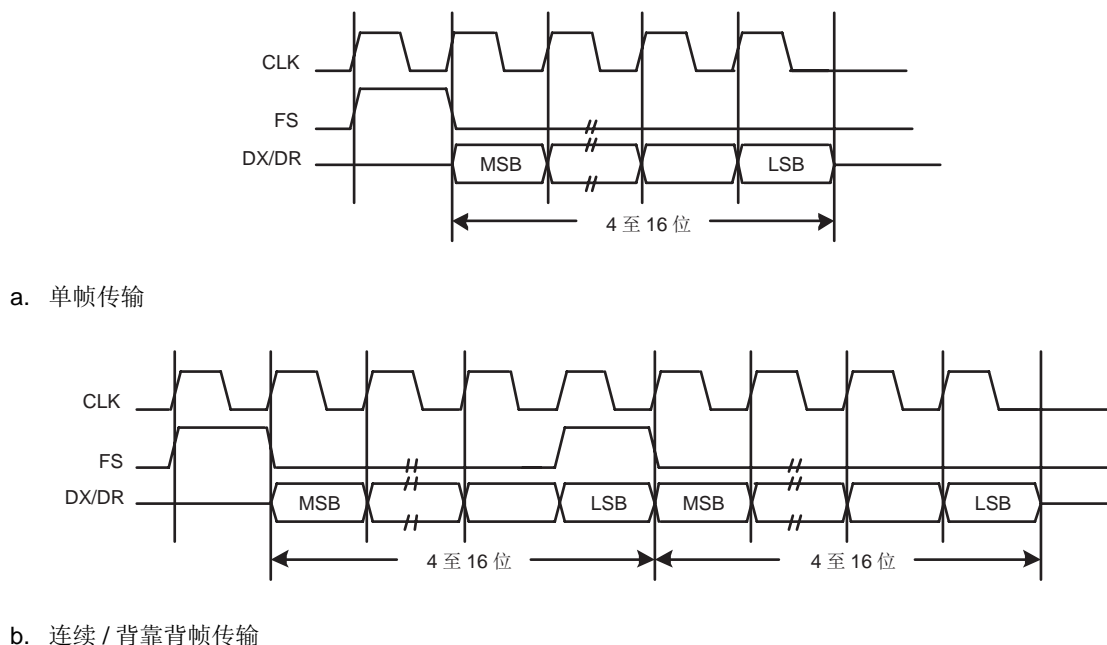 CLK
FS
DX/DR
MSB
LSB
4 至 16 位
a. 单帧传输
CLK
FS
DX/DR
MSB
LSB
MSB
LSB
4 至 16 位
4 至 16 位
b. 连续 / 背靠背帧传输